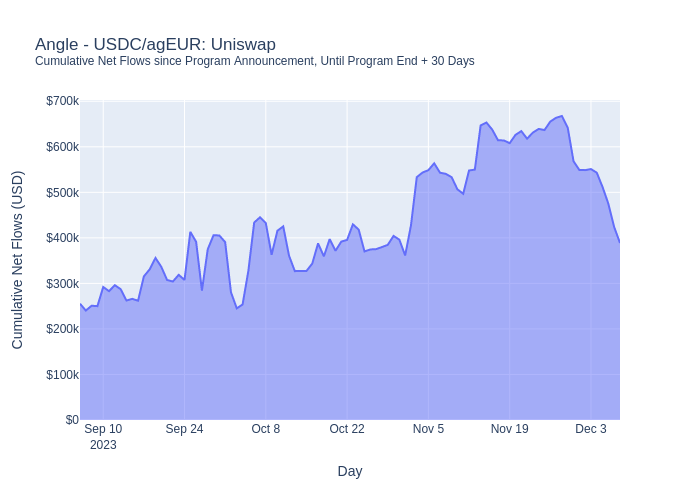 Angle - USDC/agEUR: Uniswap
Cumulative Net Flows since Program Announcement, Until Program End + 30 Days
Cumulative Net Flows (USD)
$700k
$600k
$500k
$400k
$300k
$200k
$100k
$0
Sep 10 Sep 24 Oct 8 Oct 22 Nov 5 Nov 19 Dec 3
2023
Day